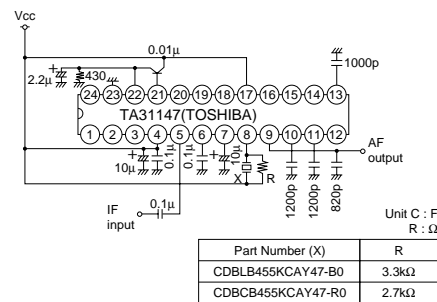 Vcc
0.01μ
2.2μ
+
430
1000p
24 23 22 21 20 19 18 17 16 15 14 13
TA31147(TOSHIBA)
1 2 3 4 5 6 7 8 9 10 11 12
+
10μ
0.1μ
0.1μ
0.1μ
+
10μ
X
R
1200p
1200p
820p
AF
output
IF
input
0.1μ
Unit C : F
R : Ω
Part Number (X) R
CDBLB455KCAY47-B0 3.3kΩ
CDBCB455KCAY47-R0 2.7kΩ